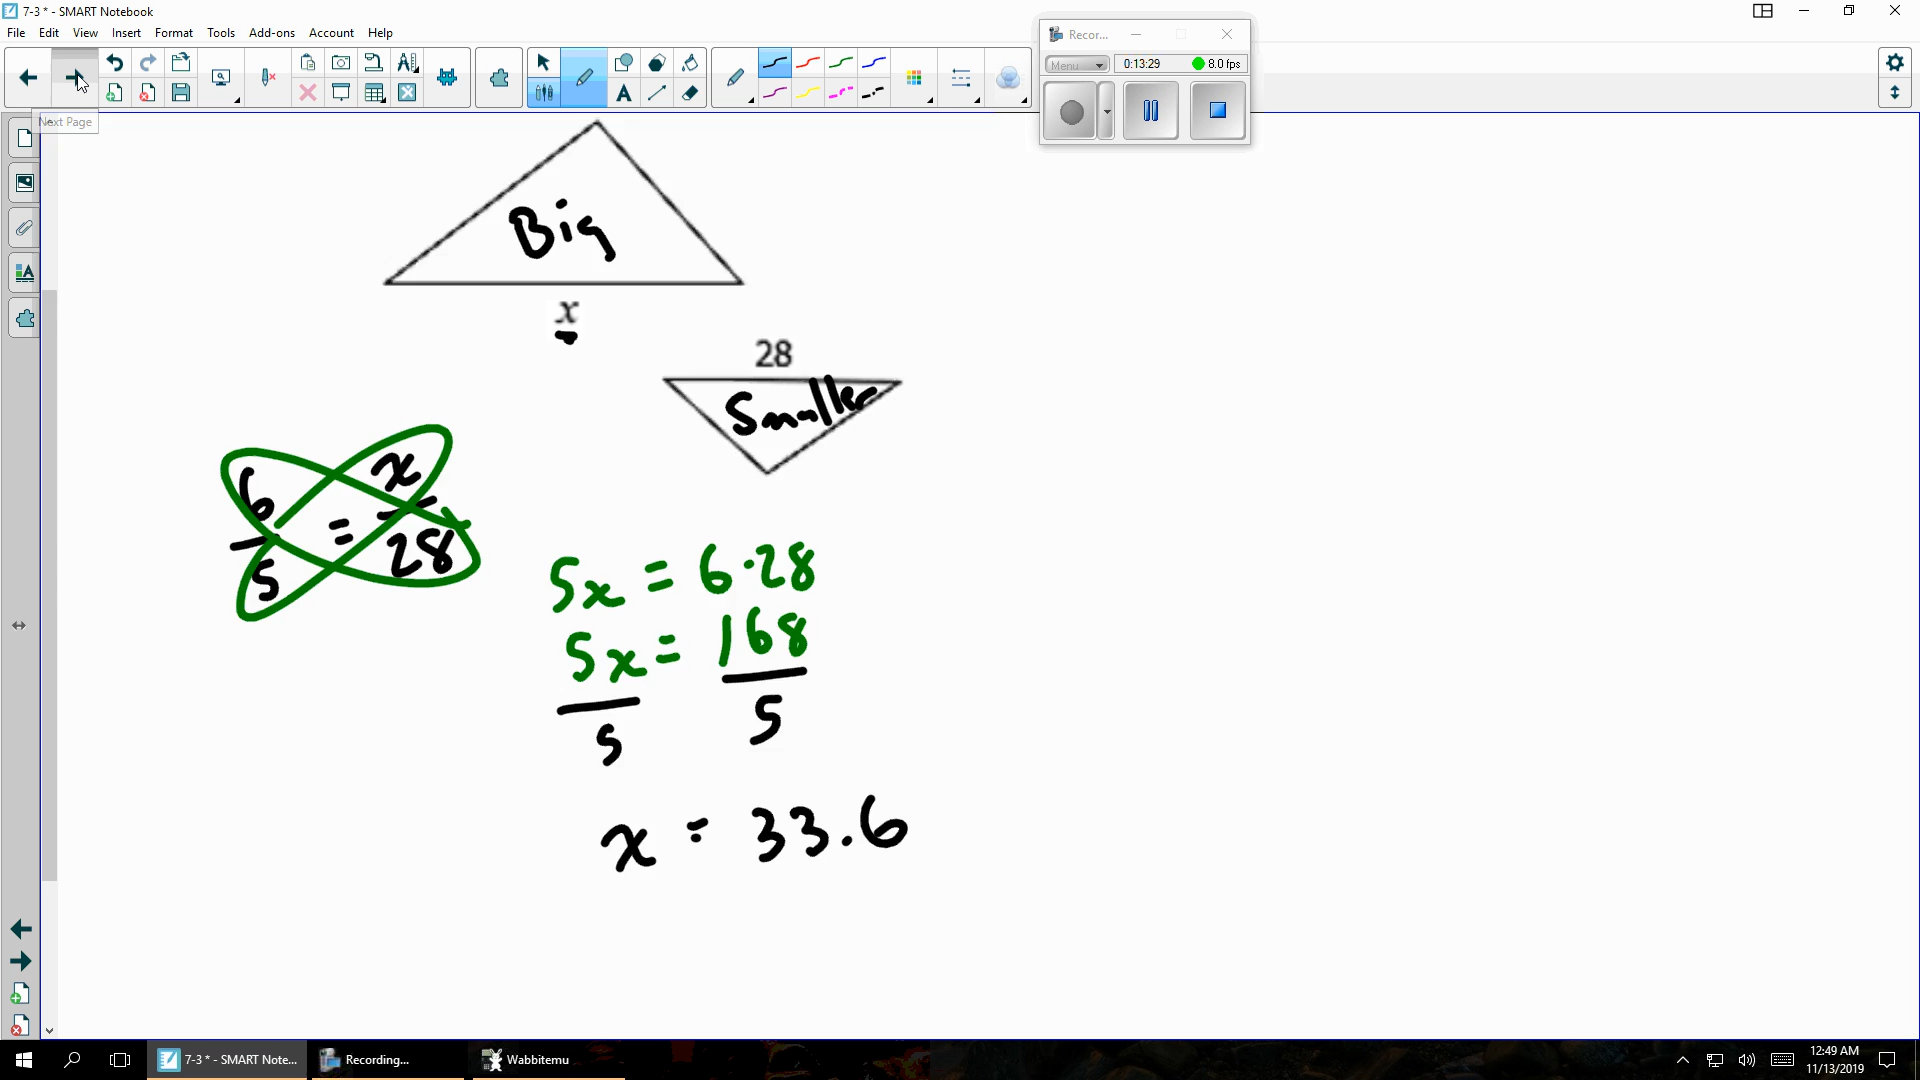 7-3 * - SMART Notebook
File Edit View Insert Format Tools Add-ons Account Help
Recor...
Menu
0:13:29
8.0 fps
Next Page
Big
x
28
Smaller
6/5 = x/28
5x = 6·28
5x = 168
5 5
x = 33.6
7-3 * - SMART Note...
Recording...
Wabbitemu
12:49 AM
11/13/2019